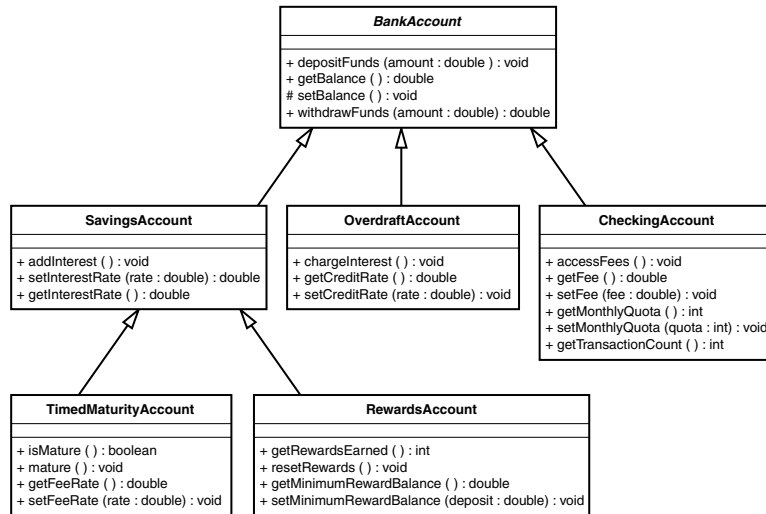 BankAccount
+ depositFunds (amount : double ) : void
+ getBalance ( ) : double
# setBalance ( ) : void
+ withdrawFunds (amount : double) : double
SavingsAccount
+ addInterest ( ) : void
+ setInterestRate (rate : double) : double
+ getInterestRate ( ) : double
OverdraftAccount
+ chargeInterest ( ) : void
+ getCreditRate ( ) : double
+ setCreditRate (rate : double) : void
CheckingAccount
+ accessFees ( ) : void
+ getFee ( ) : double
+ setFee (fee : double) : void
+ getMonthlyQuota ( ) : int
+ setMonthlyQuota (quota : int) : void
+ getTransactionCount ( ) : int
TimedMaturityAccount
+ isMature ( ) : boolean
+ mature ( ) : void
+ getFeeRate ( ) : double
+ setFeeRate (rate : double) : void
RewardsAccount
+ getRewardsEarned ( ) : int
+ resetRewards ( ) : void
+ getMinimumRewardBalance ( ) : double
+ setMinimumRewardBalance (deposit : double) : void